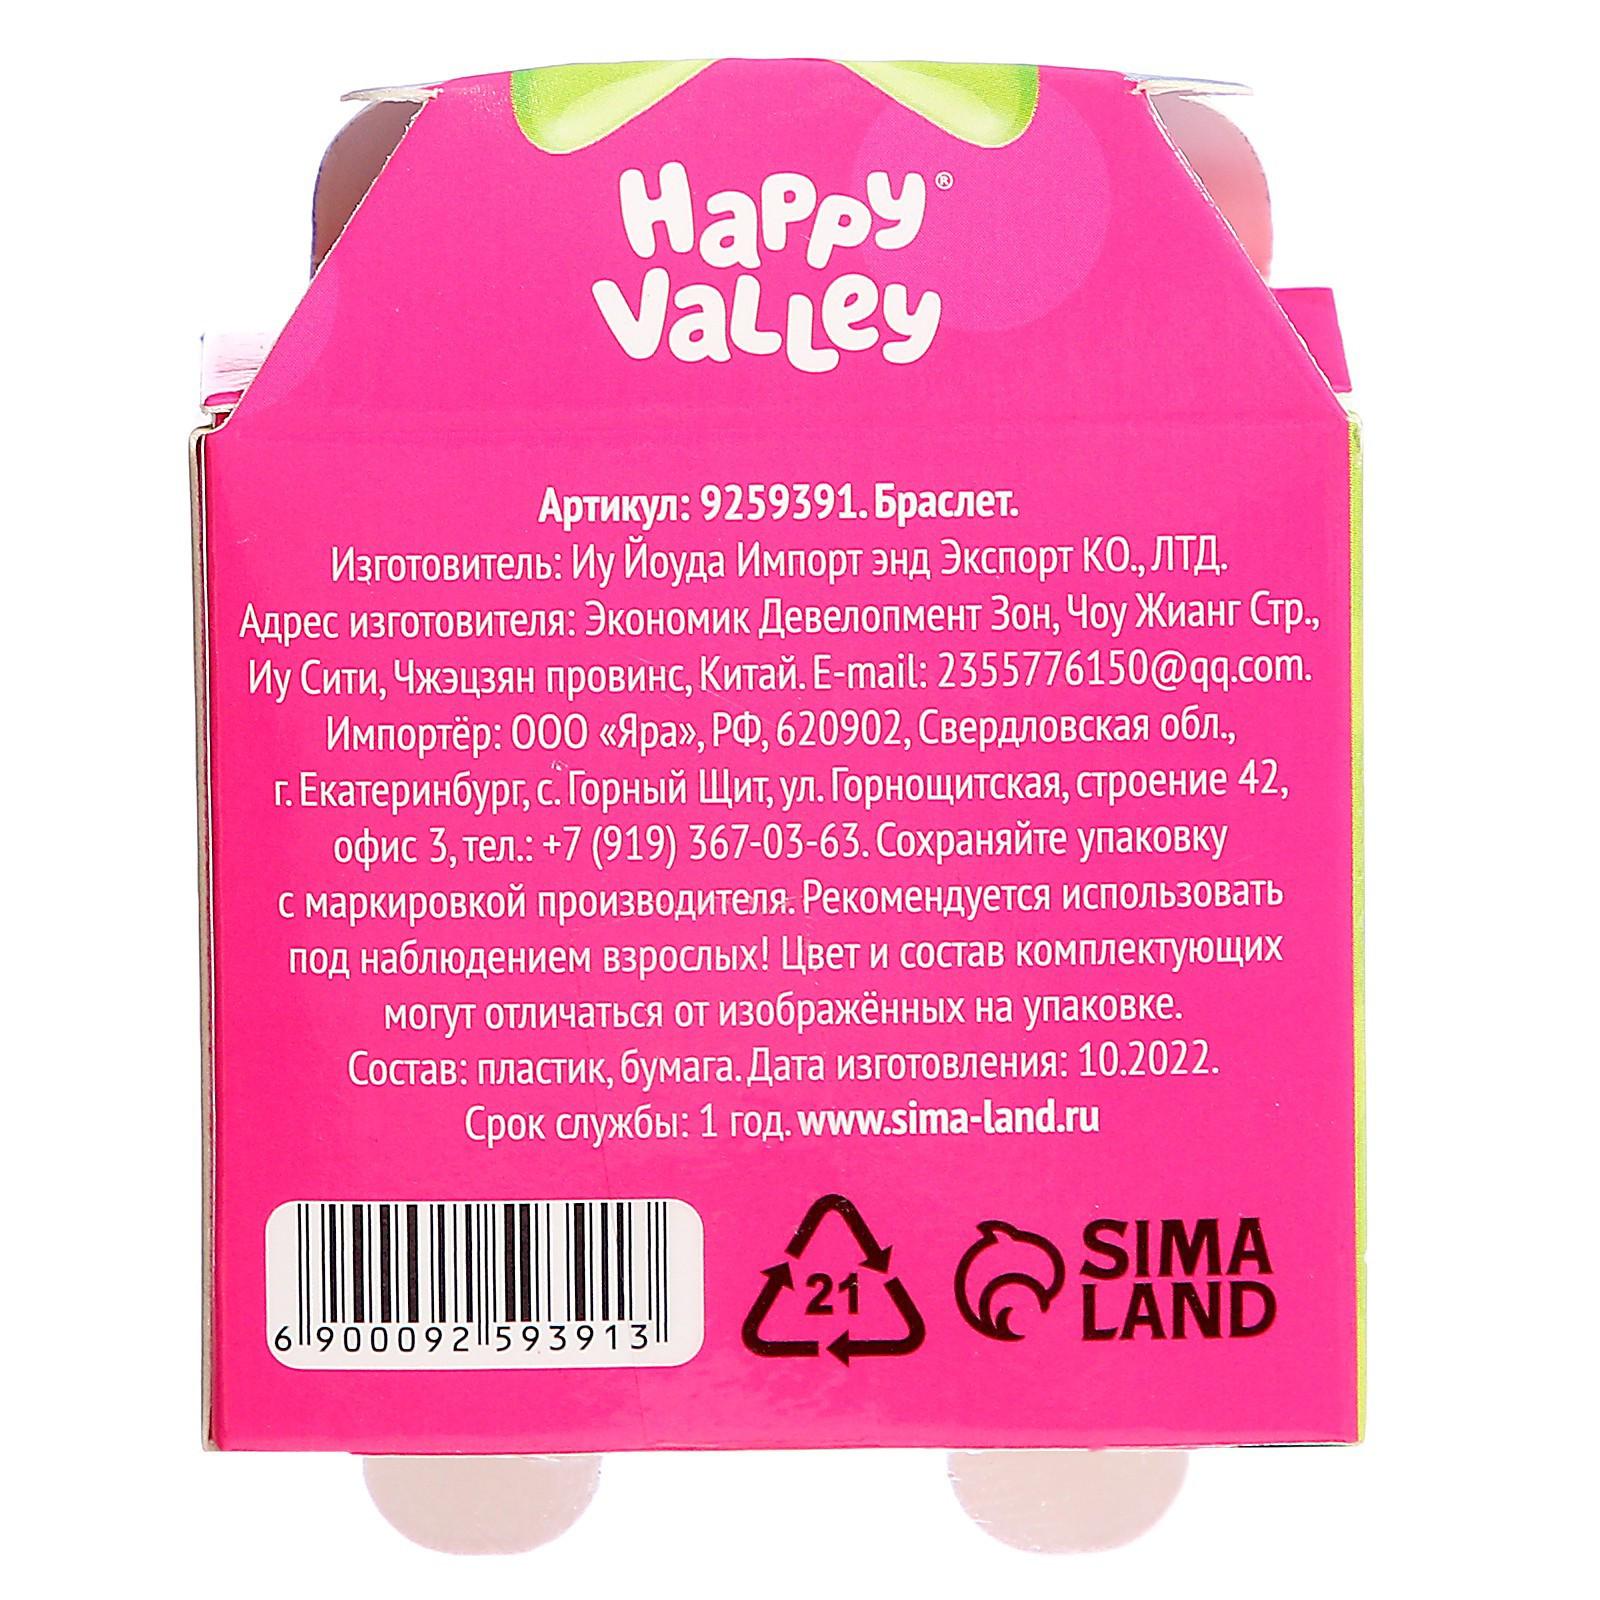 Happy
Valley®
Артикул: 9259391. Браслет.
Изготовитель: Иу Йоуда Импорт энд Экспорт КО., ЛТД.
Адрес изготовителя: Экономик Девелопмент Зон, Чоу Жианг Стр.,
Иу Сити, Чжэцзян провинс, Китай. E-mail: 2355776150@qq.com.
Импортёр: ООО «Яра», РФ, 620902, Свердловская обл.,
г. Екатеринбург, с. Горный Щит, ул. Горнощитская, строение 42,
офис 3, тел.: +7 (919) 367-03-63. Сохраняйте упаковку
с маркировкой производителя. Рекомендуется использовать
под наблюдением взрослых! Цвет и состав комплектующих
могут отличаться от изображённых на упаковке.
Состав: пластик, бумага. Дата изготовления: 10.2022.
Срок службы: 1 год. www.sima-land.ru
6 900092 593913
21
SIMA
LAND